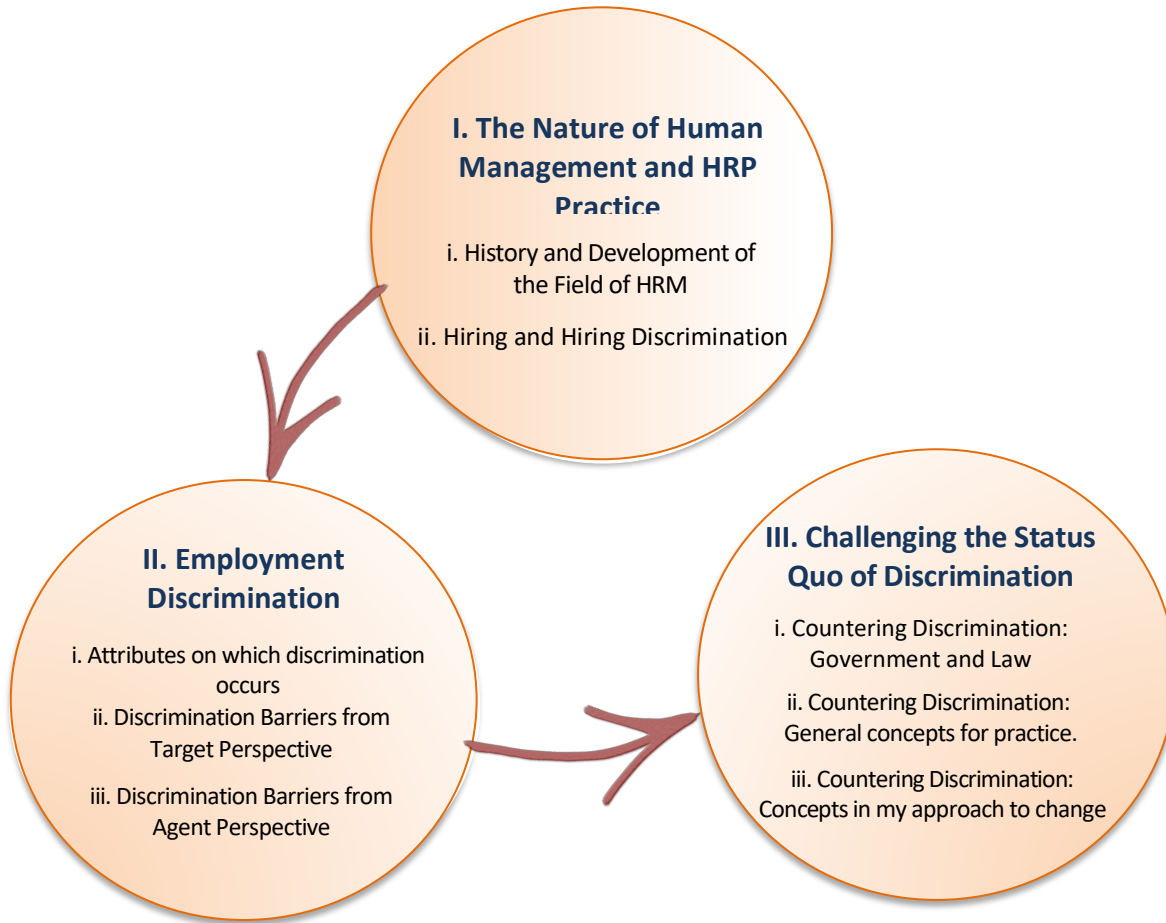 I. The Nature of Human
Management and HRP
Practice
i. History and Development of
the Field of HRM
ii. Hiring and Hiring Discrimination
II. Employment
Discrimination
i. Attributes on which discrimination
occurs
ii. Discrimination Barriers from
Target Perspective
iii. Discrimination Barriers from
Agent Perspective
III. Challenging the Status
Quo of Discrimination
i. Countering Discrimination:
Government and Law
ii. Countering Discrimination:
General concepts for practice.
iii. Countering Discrimination:
Concepts in my approach to change